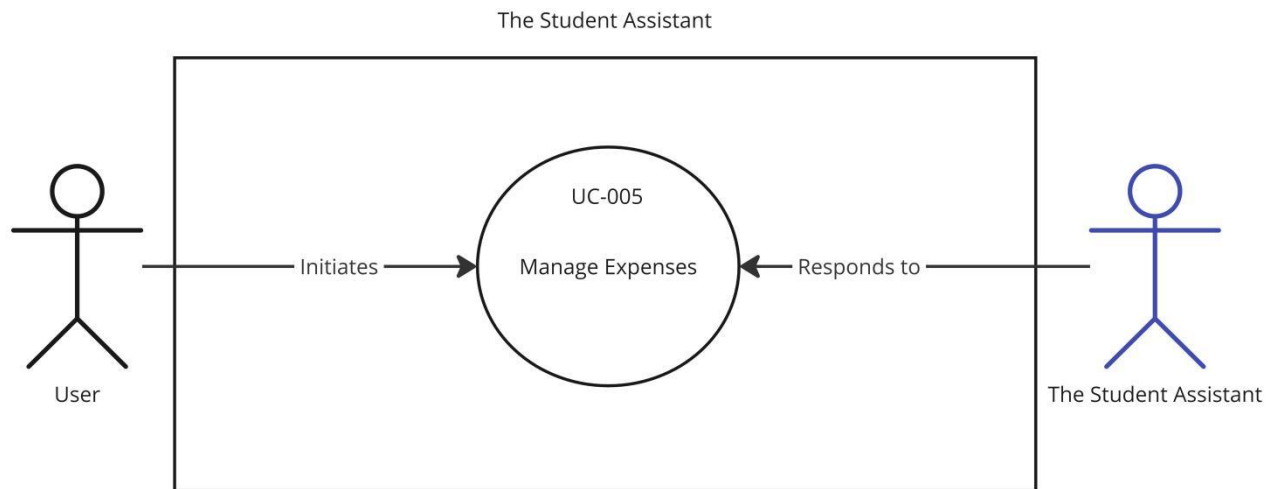 The Student Assistant
UC-005
Initiates
Manage Expenses
Responds to
User
The Student Assistant